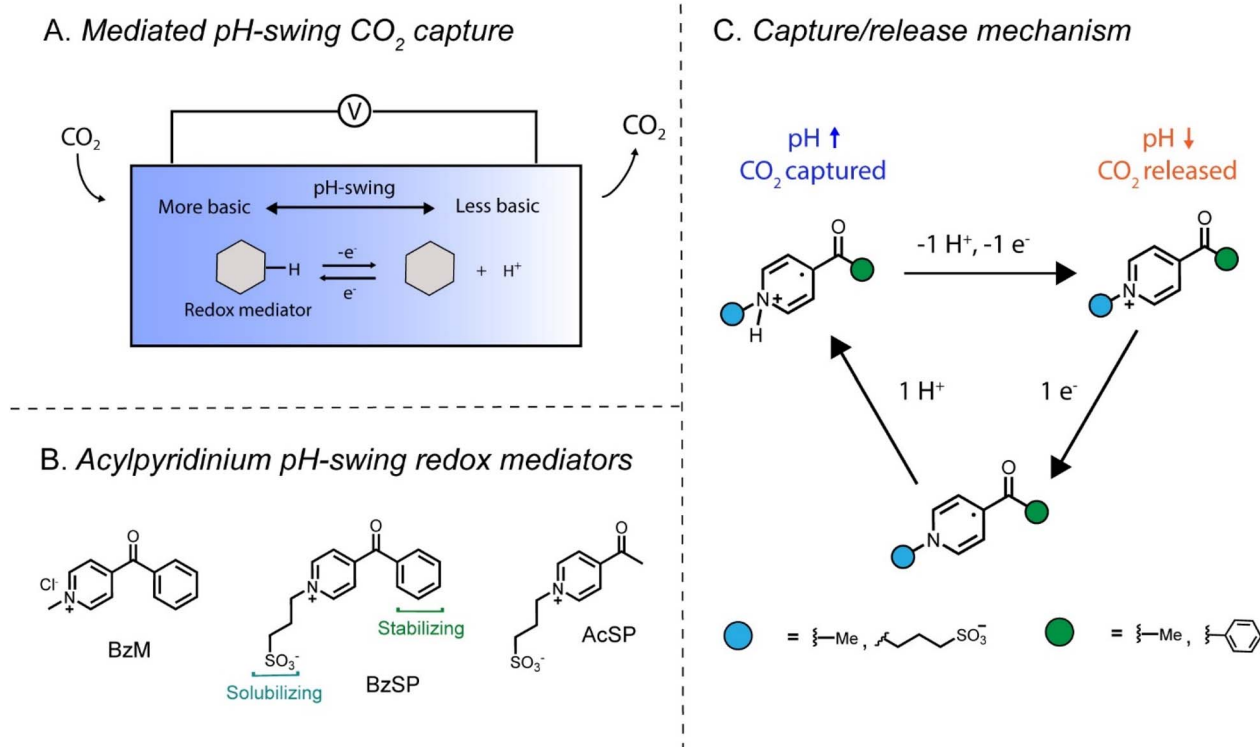 A. Mediated pH-swing CO₂ capture
V
CO₂
CO₂
pH-swing
More basic
Less basic
-e⁻
H
+ H⁺
e⁻
Redox mediator
B. Acylpyridinium pH-swing redox mediators
O
Cl⁻
N
+
BzM
O
N
+
Stabilizing
SO₃⁻
Solubilizing
BzSP
O
N
+
AcSP
SO₃⁻
C. Capture/release mechanism
pH ↑
CO₂ captured
pH ↓
CO₂ released
O
N
+
H
-1 H⁺, -1 e⁻
O
N
+
1 H⁺
1 e⁻
O
N
= Me , SO₃⁻
= Me ,